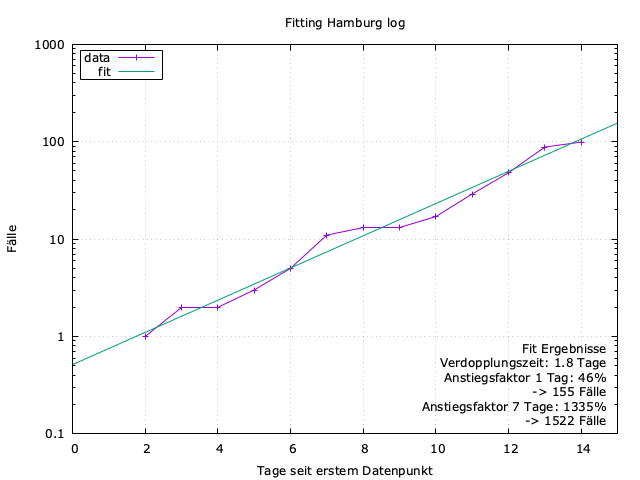 Fitting Hamburg log
1000
100
10
1
0.1
Fälle
data
fit
Fit Ergebnisse
Verdopplungszeit: 1.8 Tage
Anstiegsfaktor 1 Tag: 46%
-> 155 Fälle
Anstiegsfaktor 7 Tage: 1335%
-> 1522 Fälle
0 2 4 6 8 10 12 14
Tage seit erstem Datenpunkt